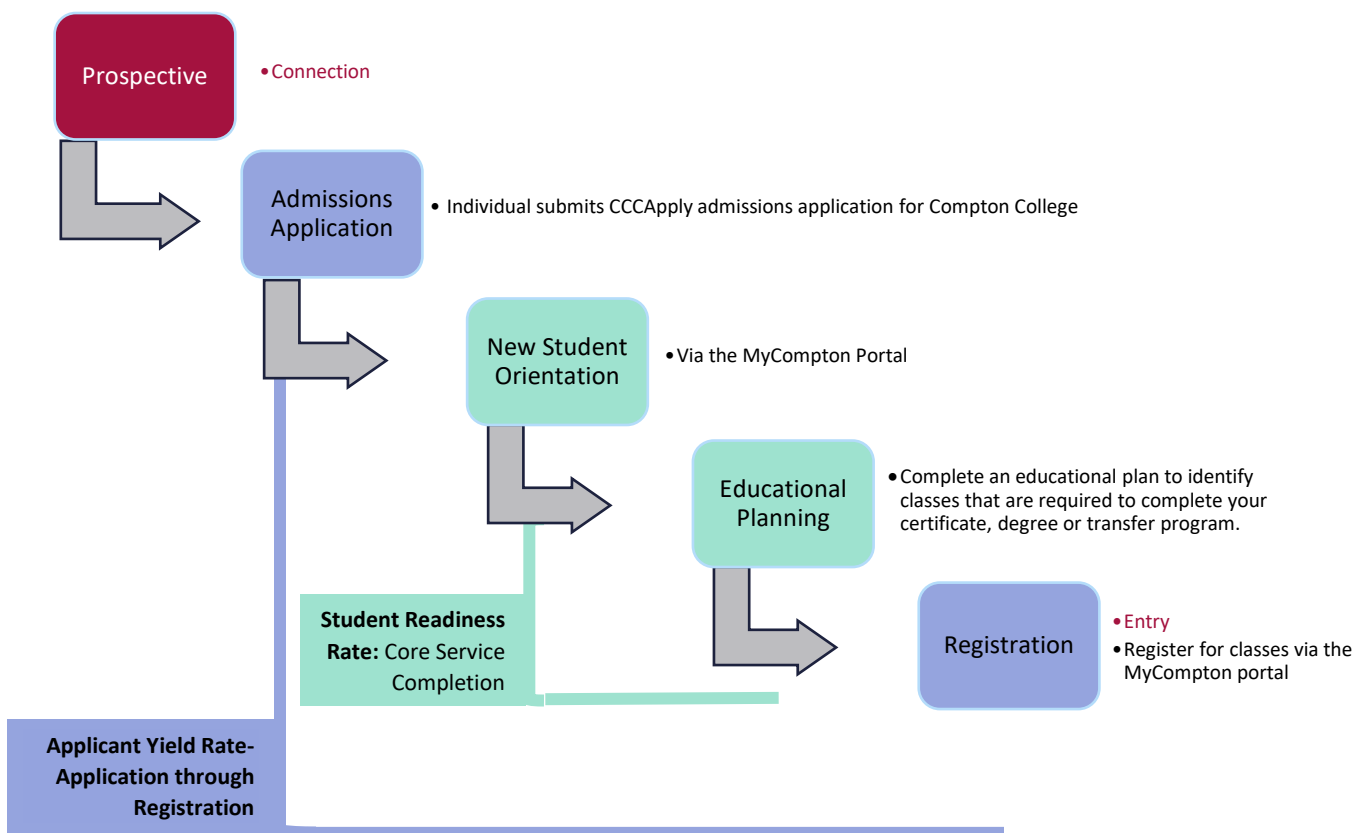 Prospective
•Connection
Admissions
Application
• Individual submits CCCApply admissions application for Compton College
New Student
Orientation
•Via the MyCompton Portal
Educational
Planning
•Complete an educational plan to identify
classes that are required to complete your
certificate, degree or transfer program.
Registration
•Entry
•Register for classes via the
MyCompton portal
Student Readiness
Rate: Core Service
Completion
Applicant Yield Rate-
Application through
Registration